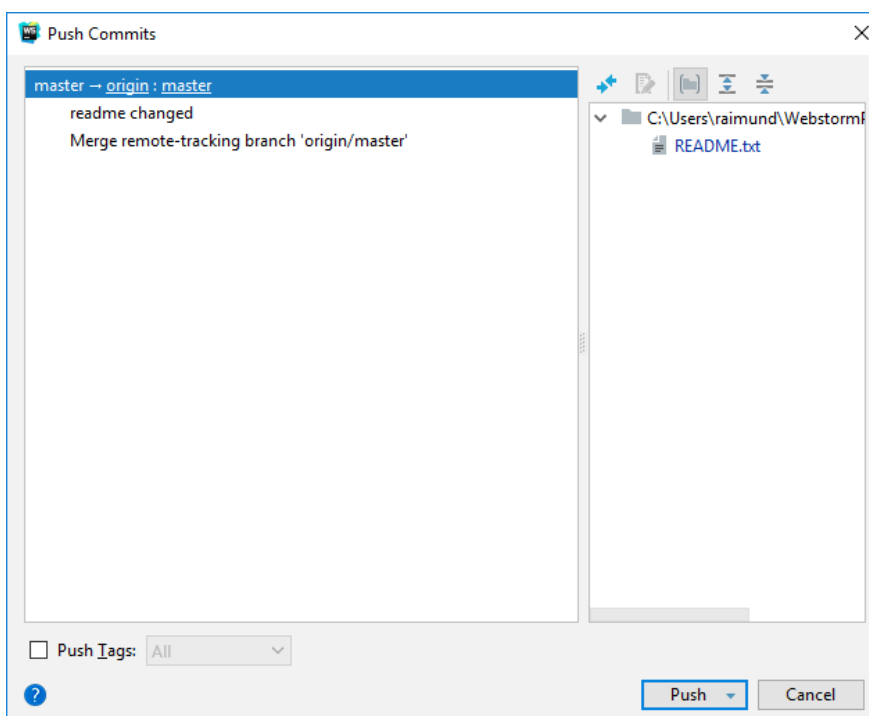 WS Push Commits
master → origin : master
readme changed
Merge remote-tracking branch 'origin/master'
C:\Users\raimund\Webstorm
README.txt
Push Tags: All
?
Push
Cancel